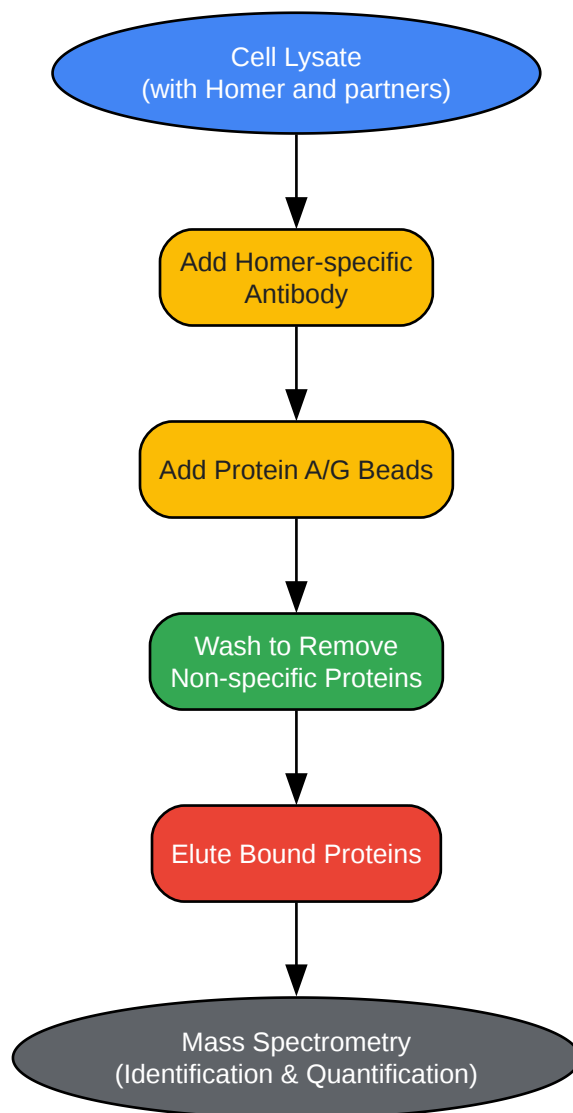 Cell Lysate
(with Homer and partners)
Add Homer-specific
Antibody
Add Protein A/G Beads
Wash to Remove
Non-specific Proteins
Elute Bound Proteins
Mass Spectrometry
(Identification & Quantification)